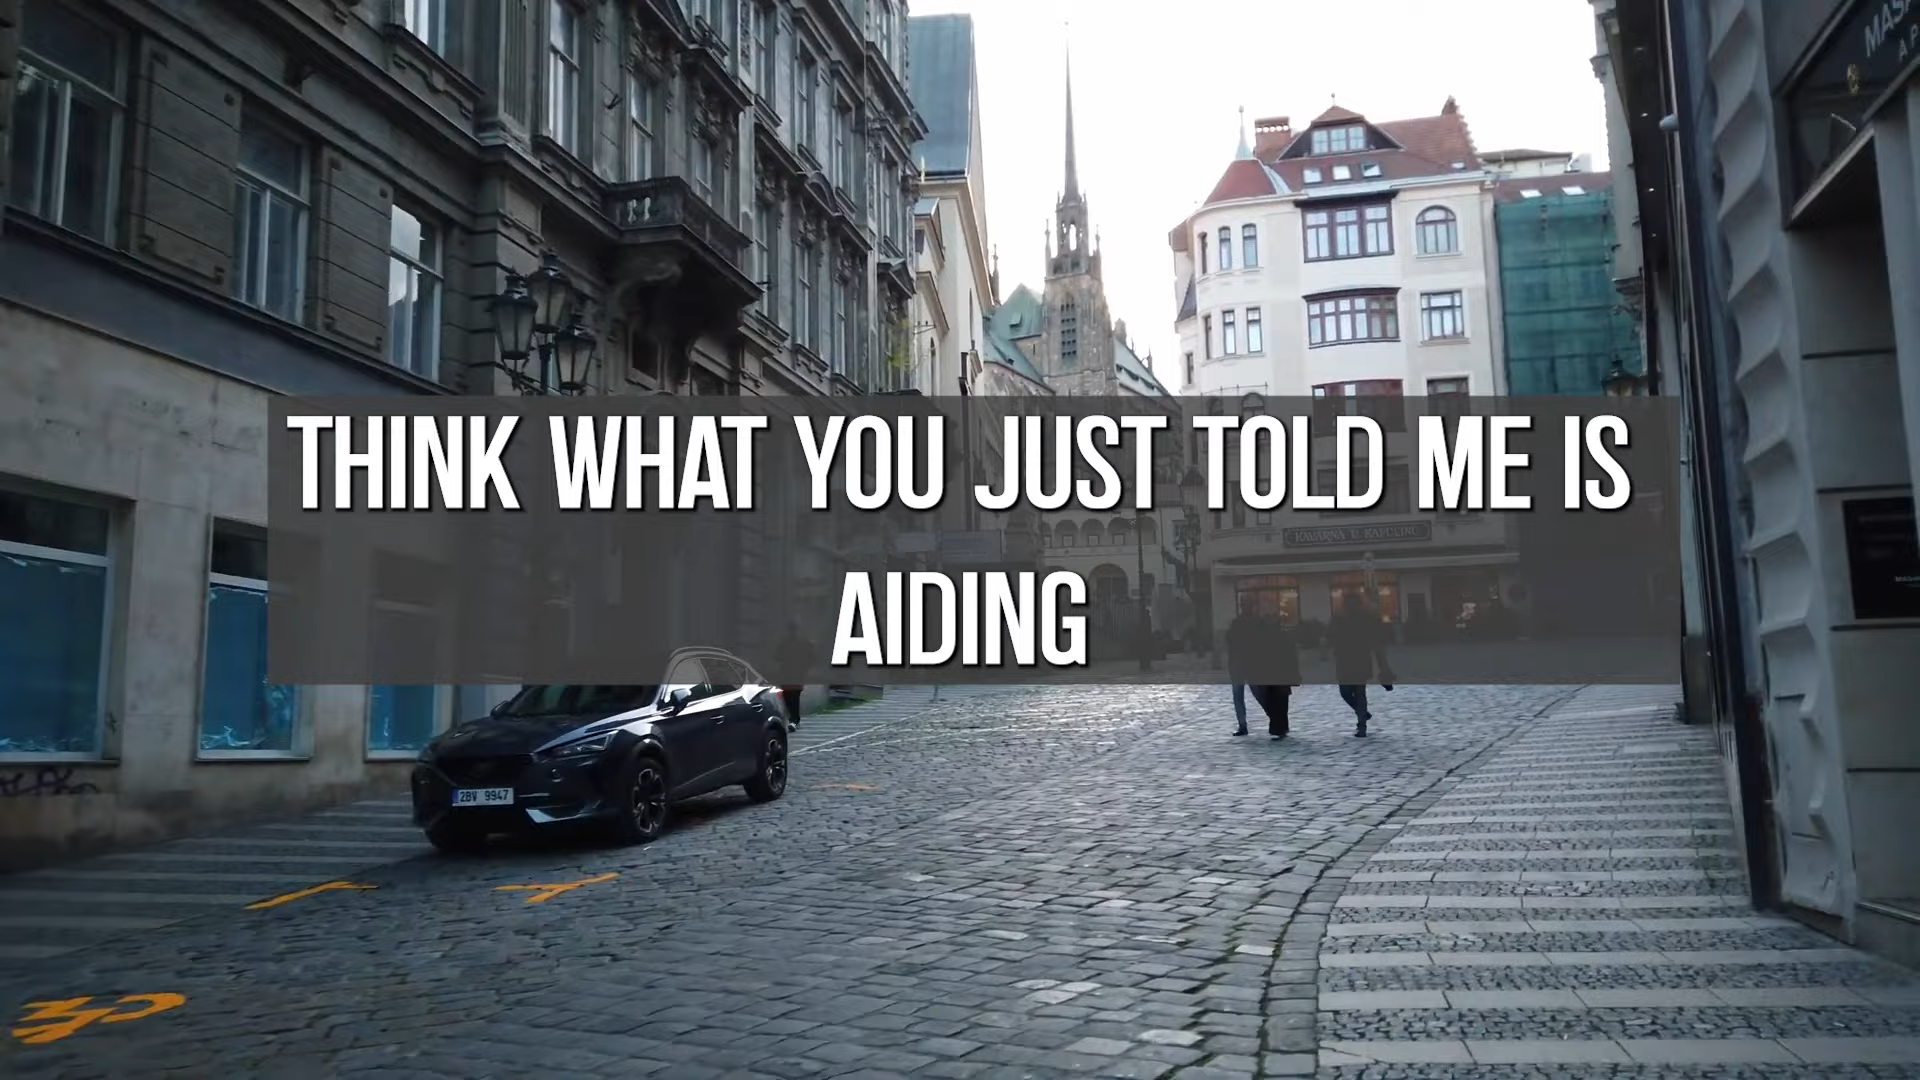 THINK WHAT YOU JUST TOLD ME IS
AIDING
KAVÁRNA U KAPUCÍNŮ
2BV 9947